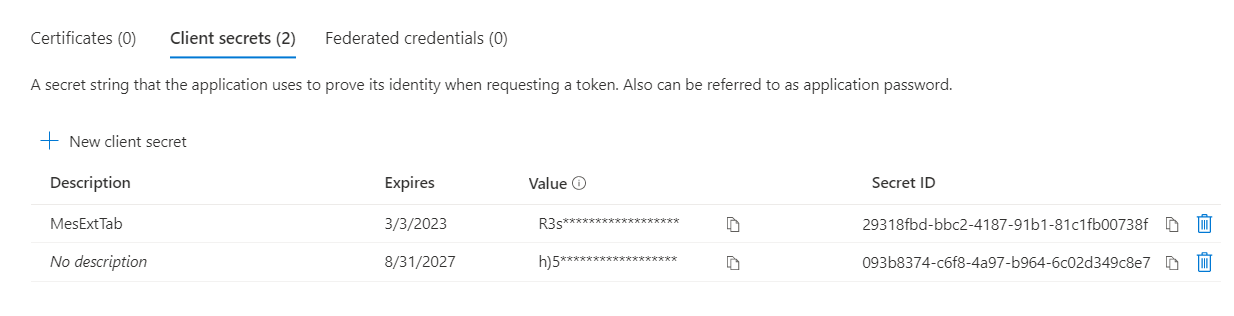 Certificates (0) Client secrets (2) Federated credentials (0)
A secret string that the application uses to prove its identity when requesting a token. Also can be referred to as application password.
New client secret
Description Expires Value Secret ID
MesExtTab 3/3/2023 R3s****************** 29318fbd-bbc2-4187-91b1-81c1fb00738f
No description 8/31/2027 h)5****************** 093b8374-c6f8-4a97-b964-6c02d349c8e7